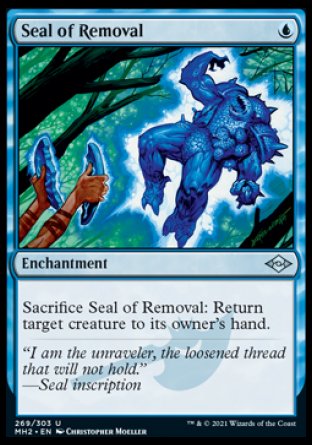 Seal of Removal
Enchantment
Sacrifice Seal of Removal: Return
target creature to its owner's hand.
"I am the unraveler, the loosened thread
that will not hold."
—Seal inscription
269/303 U
MH2 • EN Christopher Moeller
™ & © 2021 Wizards of the Coast